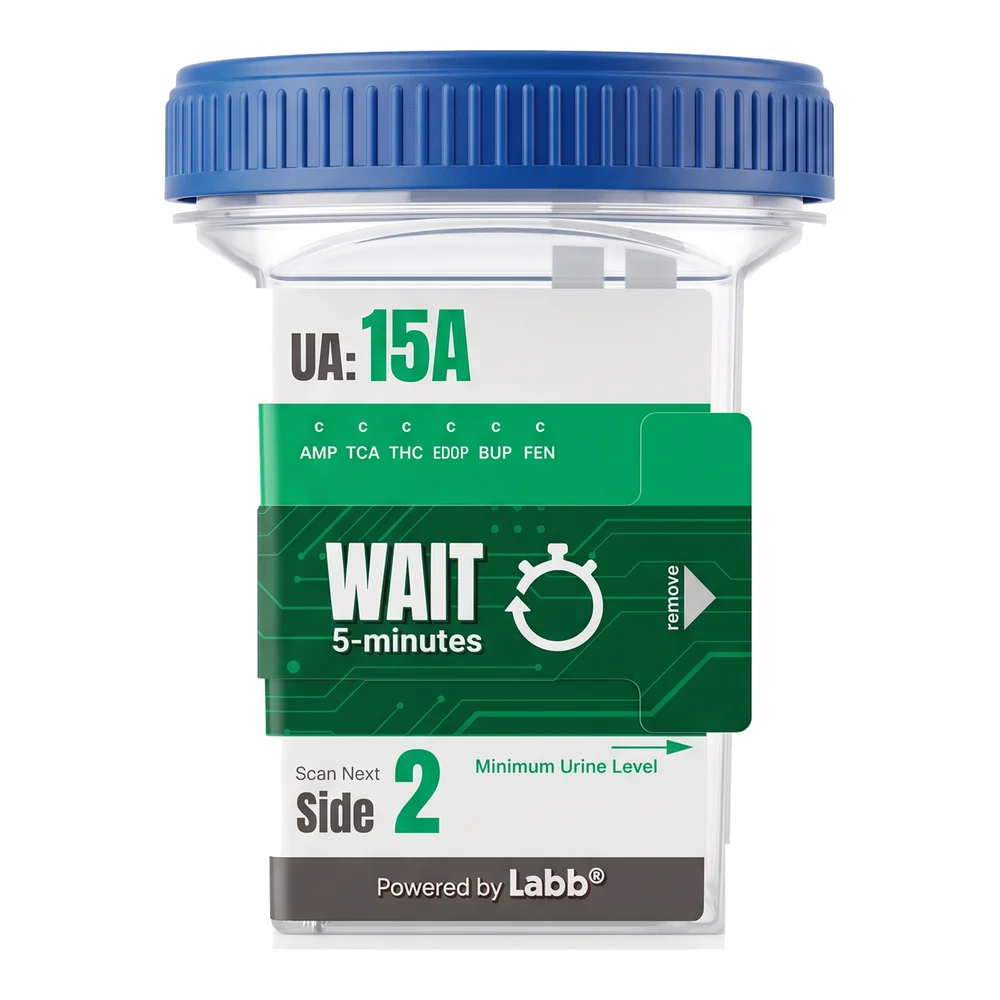 UA: 15A
C C C C C C
AMP TCA THC EDOP BUP FEN
WAIT
5-minutes
remove
Minimum Urine Level
Scan Next
Side 2
Powered by Labb®